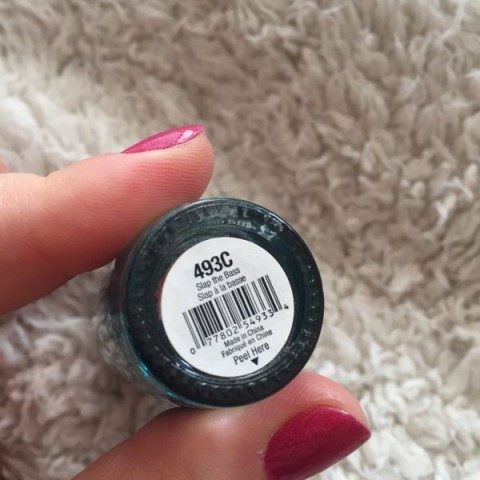 493C
Slap the Bass
Slap à la basse
0 77802 54933 4
Made in China
Fabriqué en Chine
Peel Here